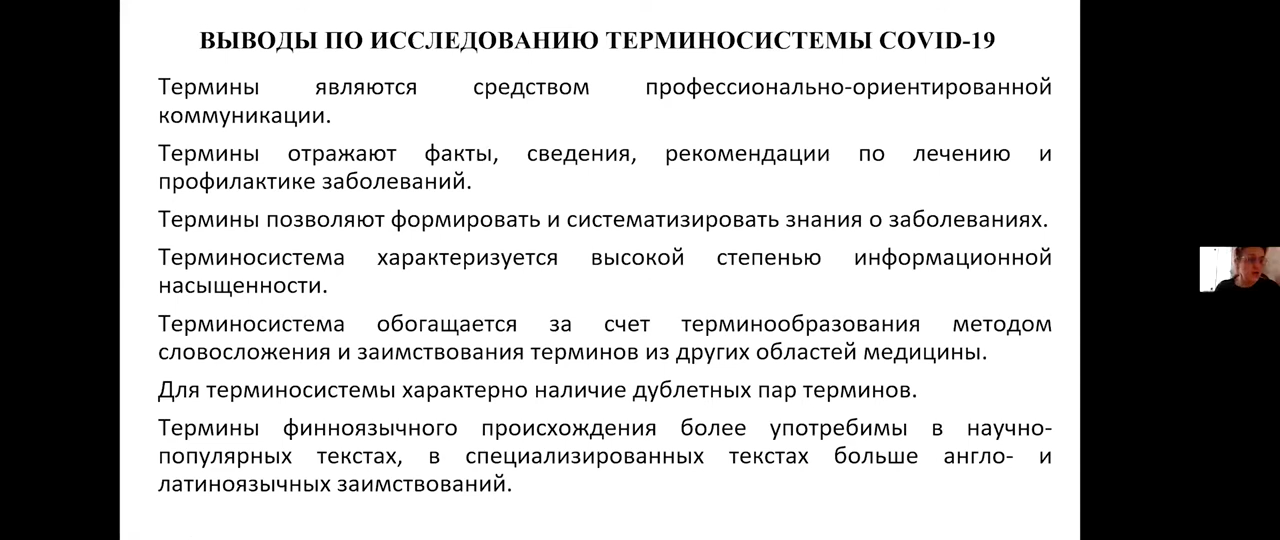 ВЫВОДЫ ПО ИССЛЕДОВАНИЮ ТЕРМИНОСИСТЕМЫ COVID-19
Термины являются средством профессионально-ориентированной
коммуникации.
Термины отражают факты, сведения, рекомендации по лечению и
профилактике заболеваний.
Термины позволяют формировать и систематизировать знания о заболеваниях.
Терминосистема характеризуется высокой степенью информационной
насыщенности.
Терминосистема обогащается за счет терминообразования методом
словосложения и заимствования терминов из других областей медицины.
Для терминосистемы характерно наличие дублетных пар терминов.
Термины финноязычного происхождения более употребимы в научно-
популярных текстах, в специализированных текстах больше англо- и
латиноязычных заимствований.